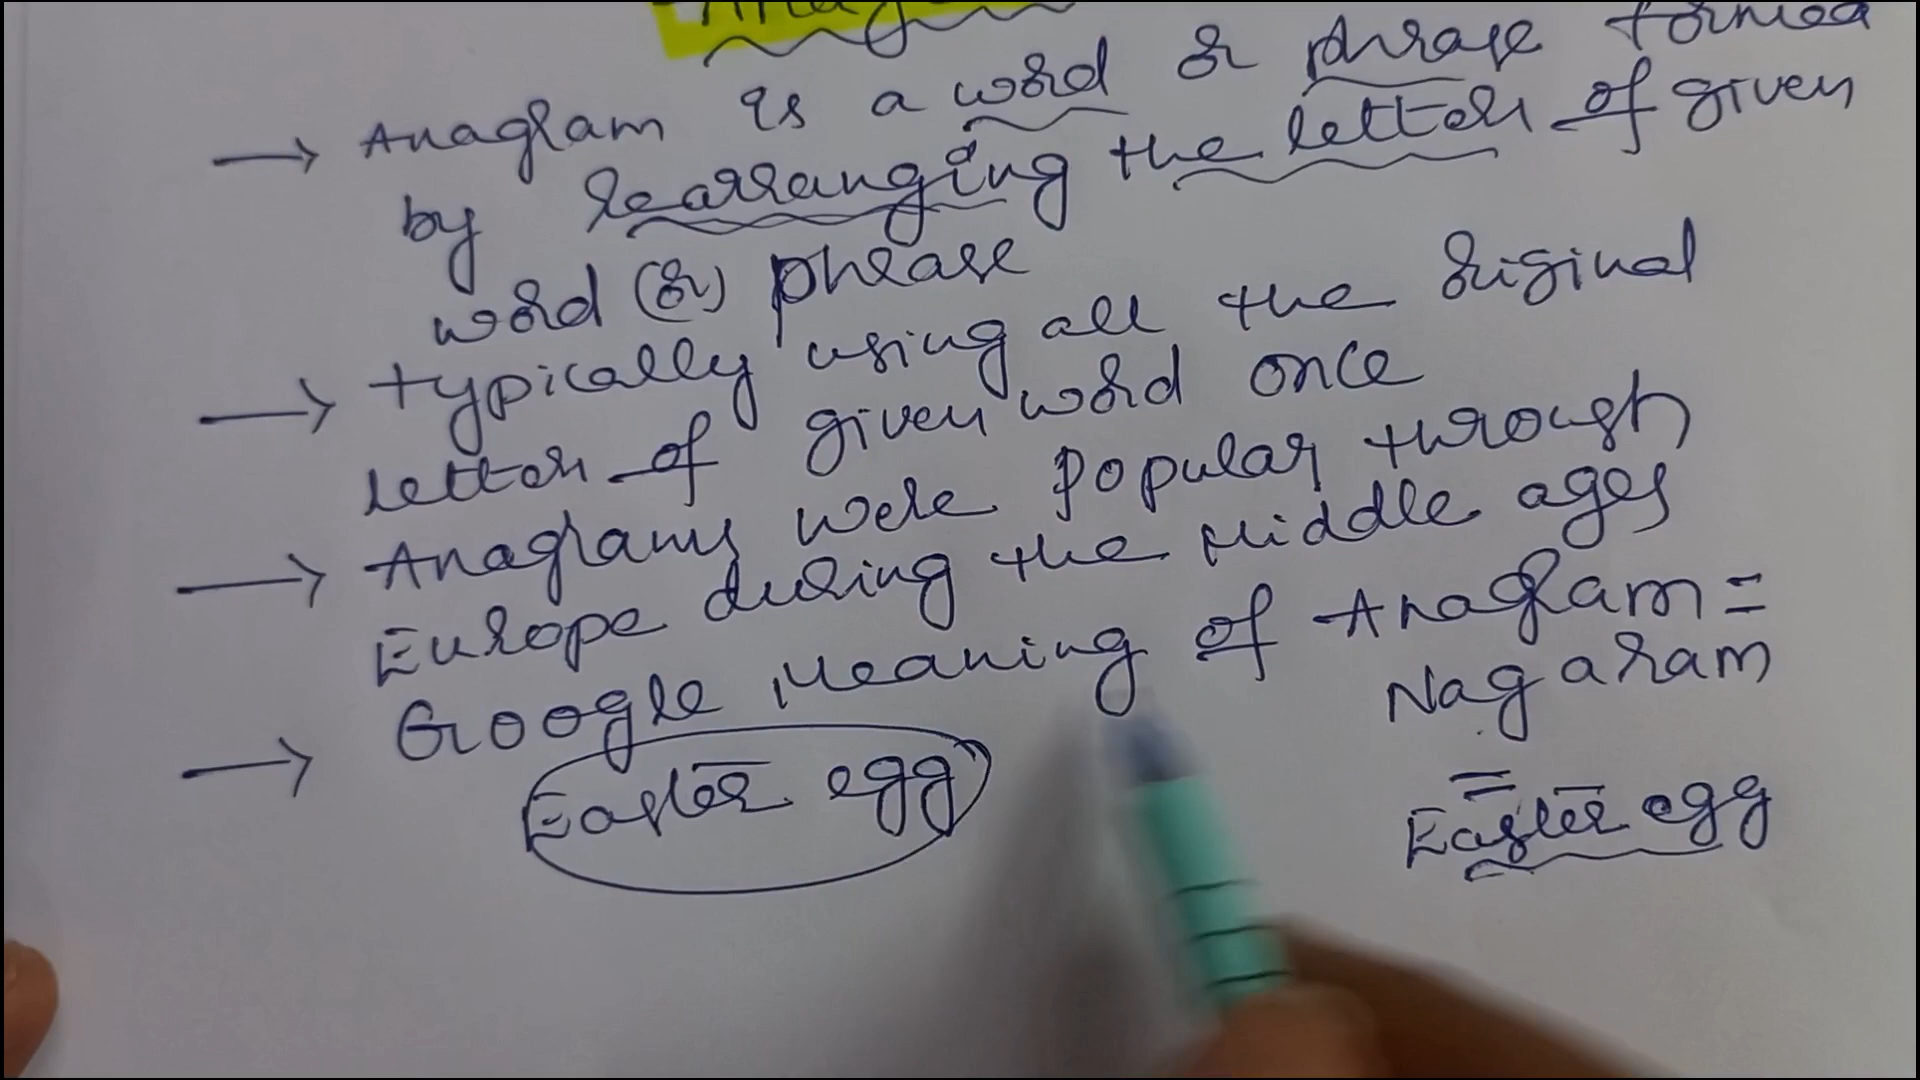 Anag
→ Anagram is a word or phrase formed
by rearranging the letters of given
word (or) phrase
→ typically using all the original
letters of given word once
→ Anagrams were popular through
Europe during the Middle ages
→ Google Meaning of Anagram =
Nagaram
Easter egg
=
Easter egg